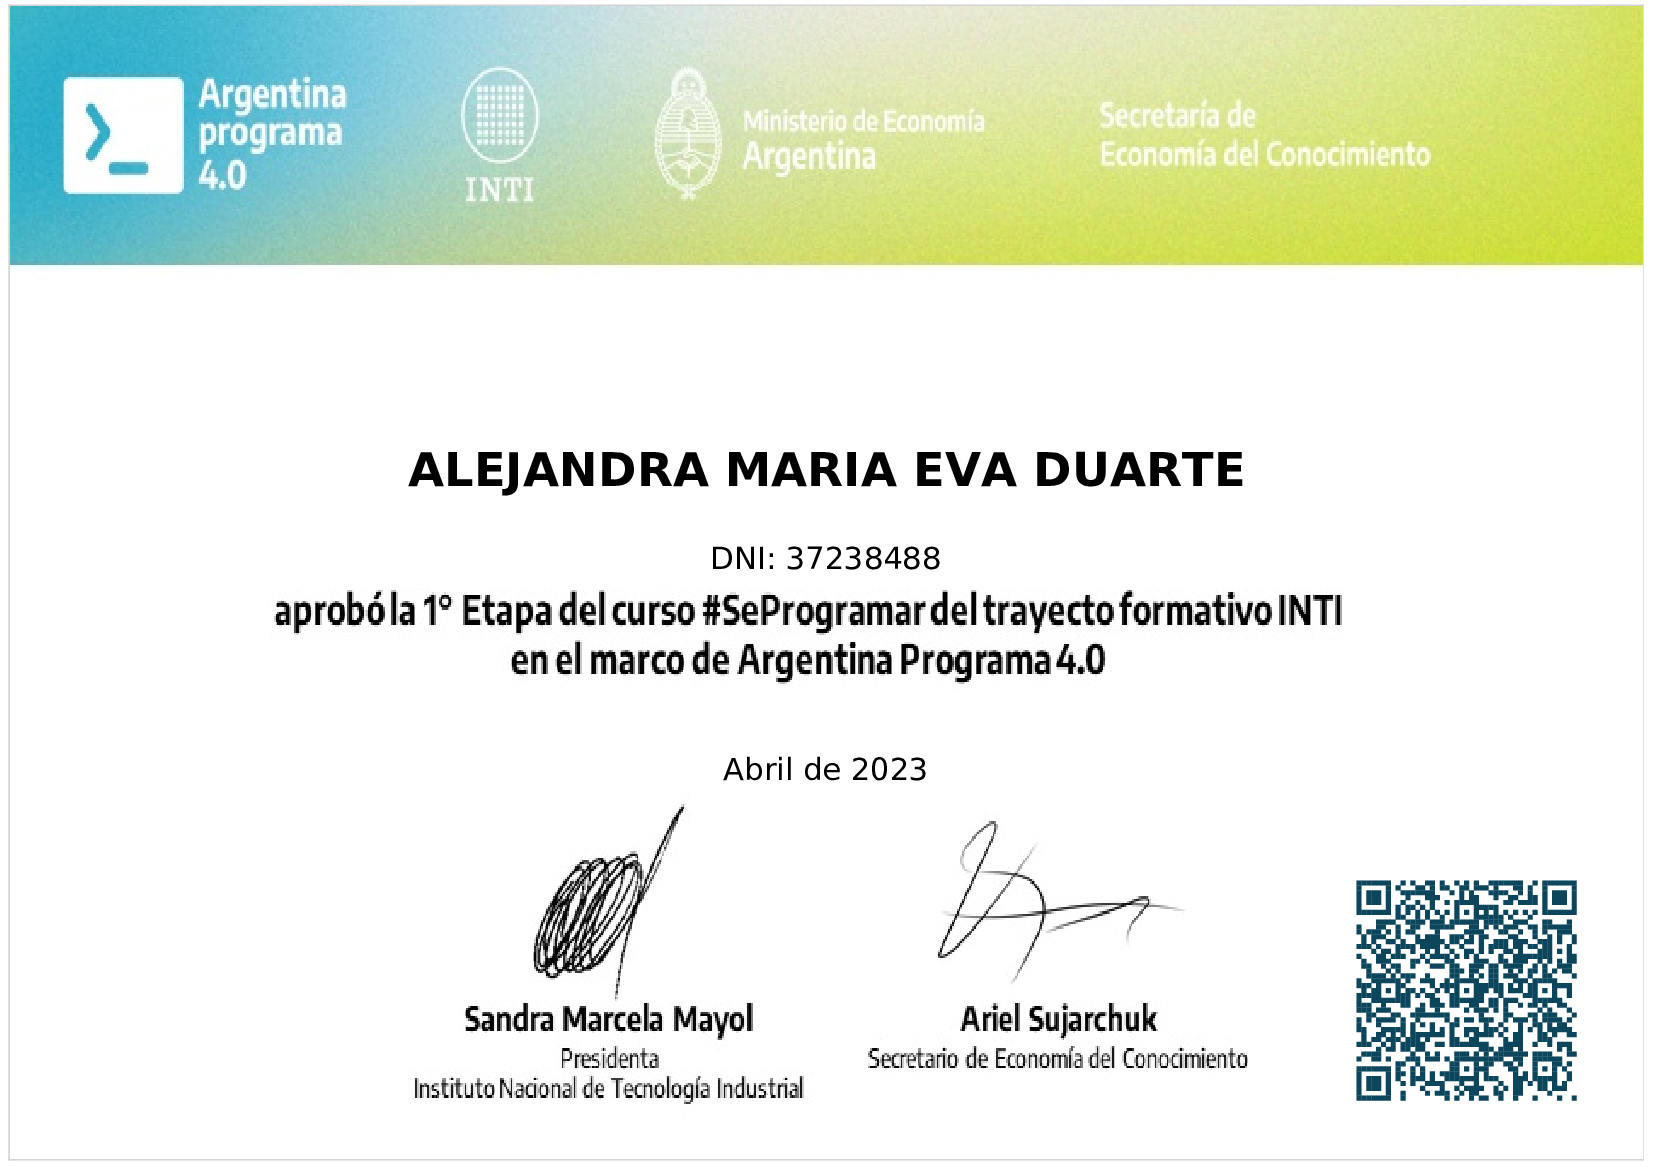 Argentina
programa
4.0
INTI
Ministerio de Economía
Argentina
Secretaría de
Economía del Conocimiento
ALEJANDRA MARIA EVA DUARTE
DNI: 37238488
aprobó la 1° Etapa del curso #SeProgramar del trayecto formativo INTI
en el marco de Argentina Programa 4.0
Abril de 2023
Sandra Marcela Mayol
Presidenta
Instituto Nacional de Tecnología Industrial
Ariel Sujarchuk
Secretario de Economía del Conocimiento